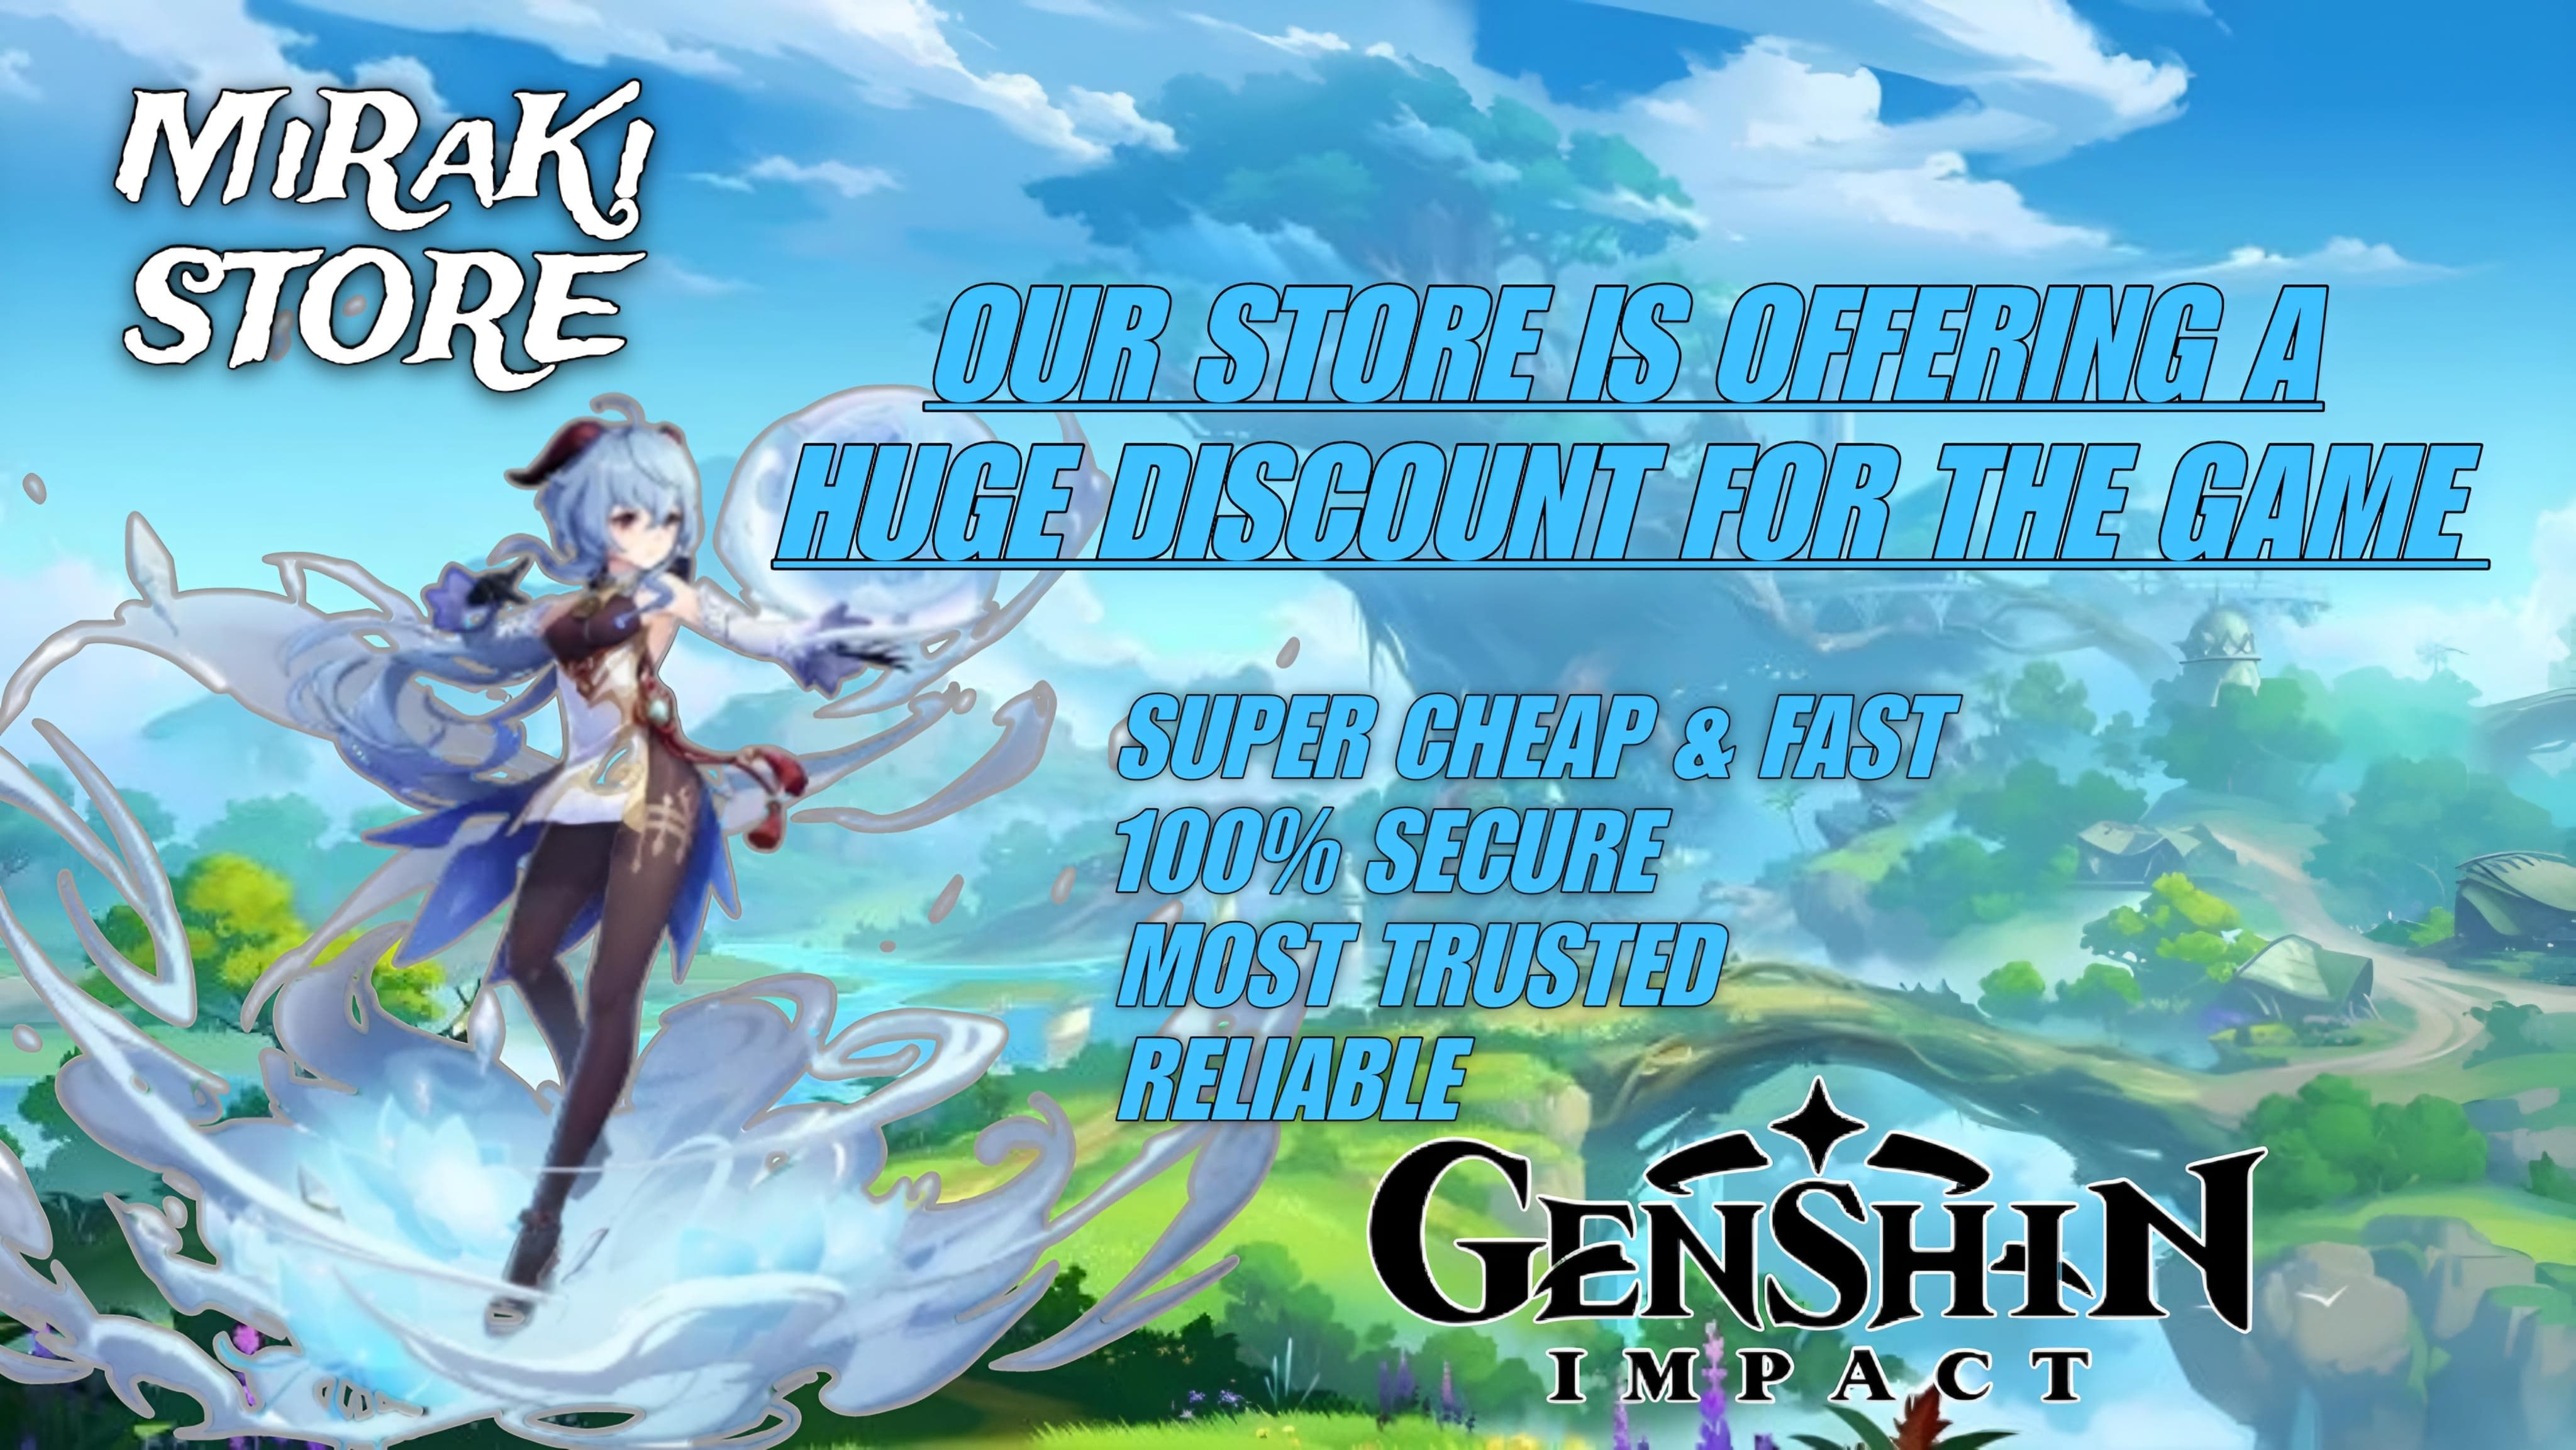 MiRaKi
STORE
OUR STORE IS OFFERING A
HUGE DISCOUNT FOR THE GAME
SUPER CHEAP & FAST
100% SECURE
MOST TRUSTED
RELIABLE
GENSHIN
IMPACT